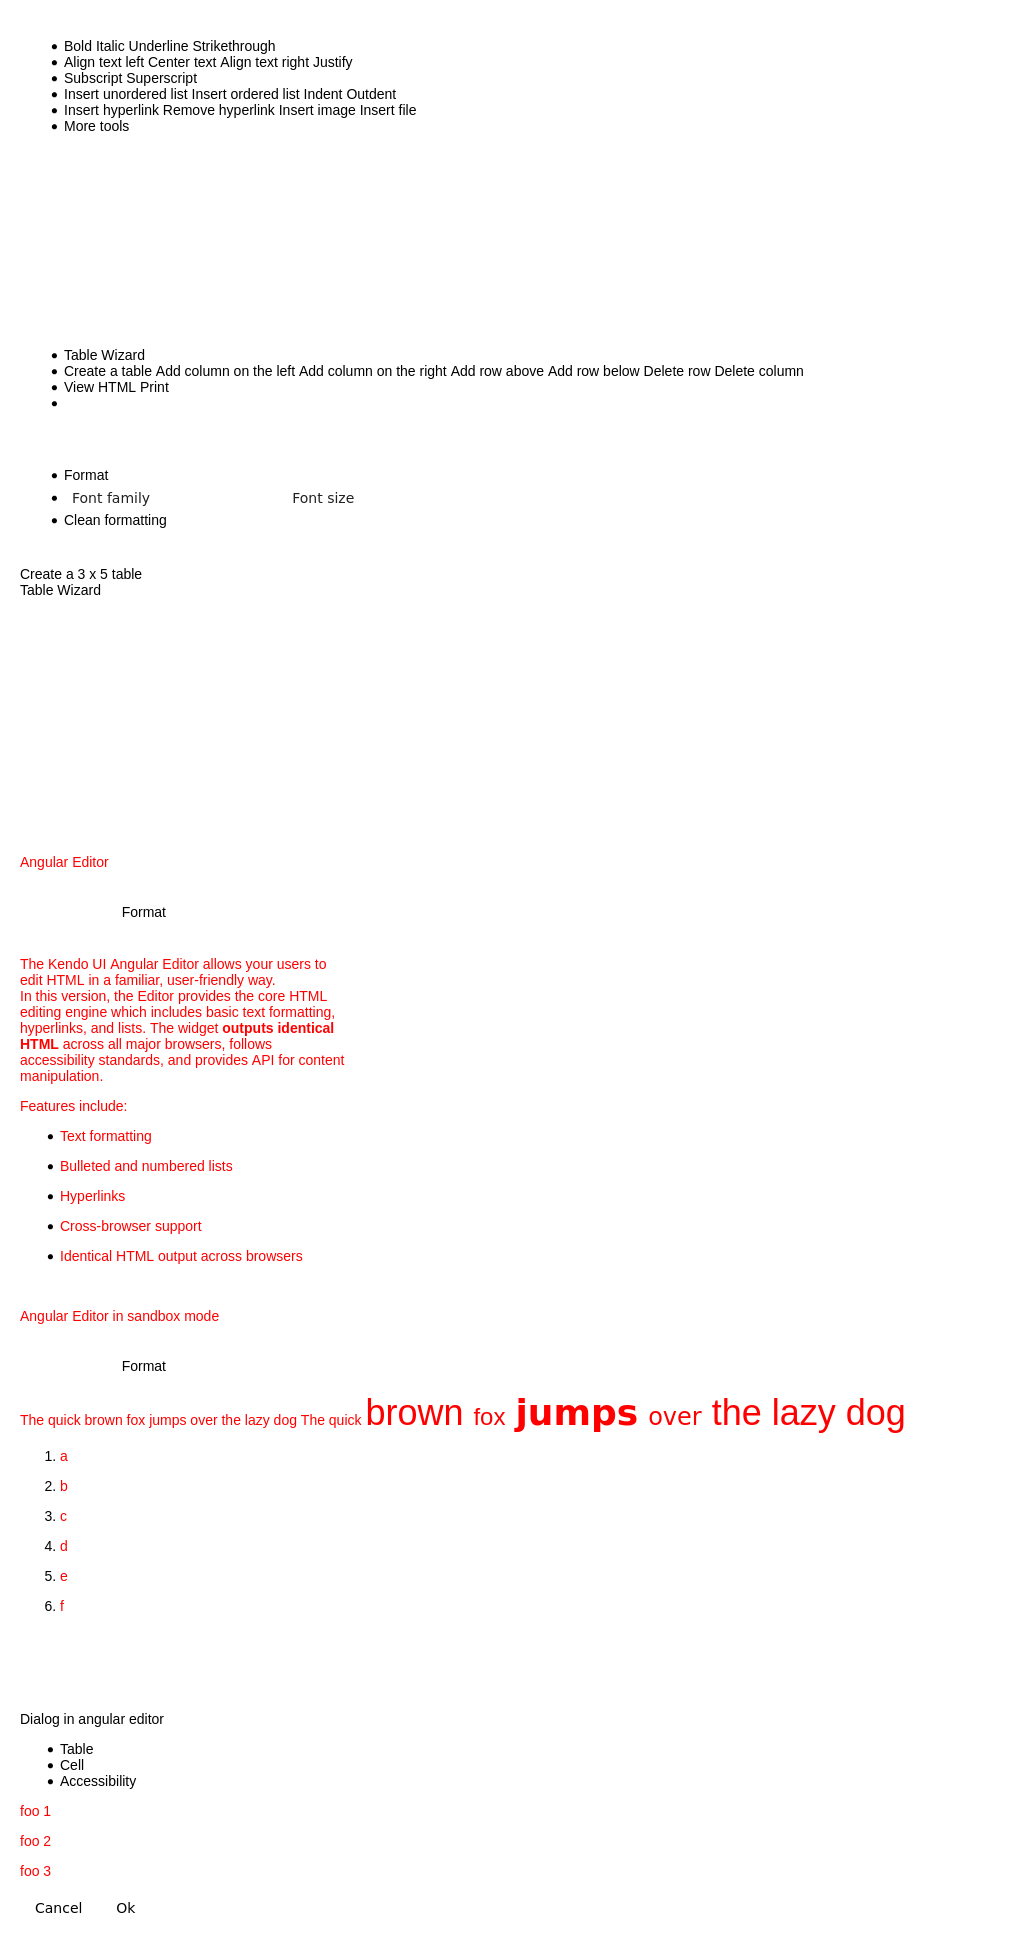 Bold Italic Underline Strikethrough
Align text left Center text Align text right Justify
Subscript Superscript
Insert unordered list Insert ordered list Indent Outdent
Insert hyperlink Remove hyperlink Insert image Insert file
More tools
Table Wizard
Create a table Add column on the left Add column on the right Add row above Add row below Delete row Delete column
View HTML Print
Format
Font family Font size
Clean formatting
Create a 3 x 5 table
Table Wizard
Angular Editor
Format
The Kendo UI Angular Editor allows your users to
edit HTML in a familiar, user-friendly way.
In this version, the Editor provides the core HTML
editing engine which includes basic text formatting,
hyperlinks, and lists. The widget outputs identical
HTML across all major browsers, follows
accessibility standards, and provides API for content
manipulation.
Features include:
Text formatting
Bulleted and numbered lists
Hyperlinks
Cross-browser support
Identical HTML output across browsers
Angular Editor in sandbox mode
Format
The quick brown fox jumps over the lazy dog The quick brown fox jumps over the lazy dog
1. a
2. b
3. c
4. d
5. e
6. f
Dialog in angular editor
Table
Cell
Accessibility
foo 1
foo 2
foo 3
Cancel Ok